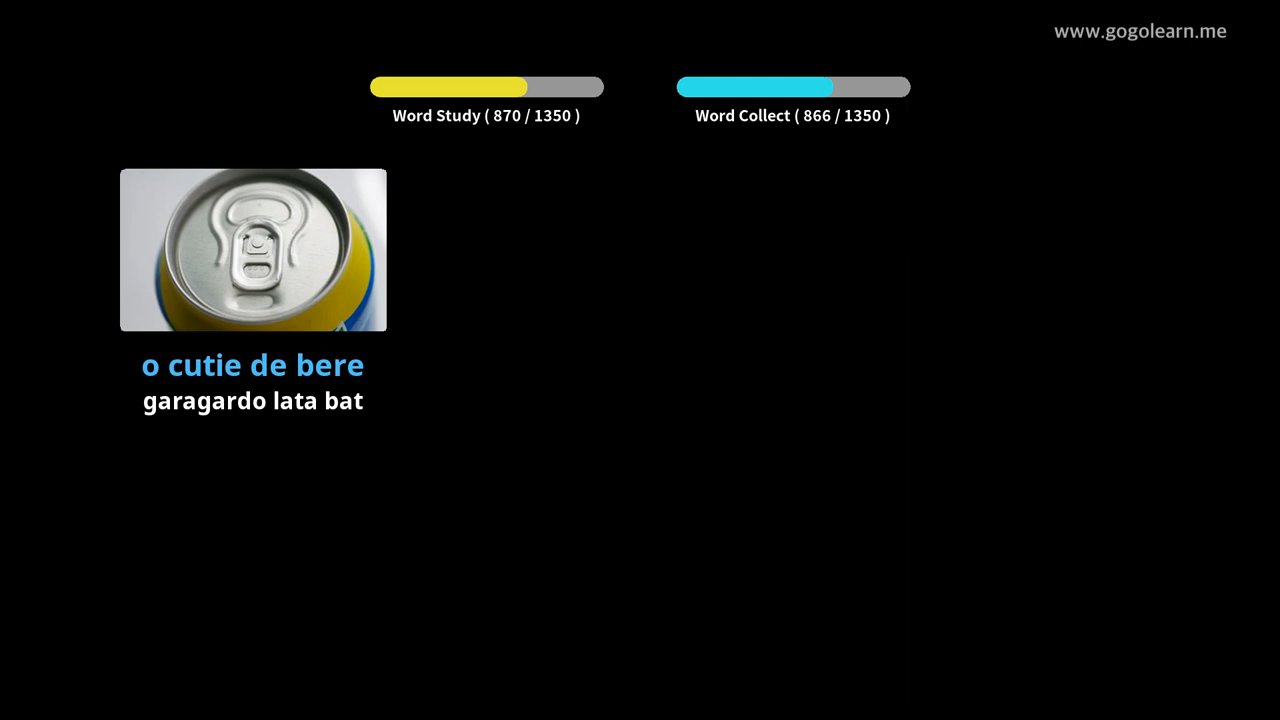 www.gogolearn.me
Word Study ( 870 / 1350 )
Word Collect ( 866 / 1350 )
o cutie de bere
garagardo lata bat